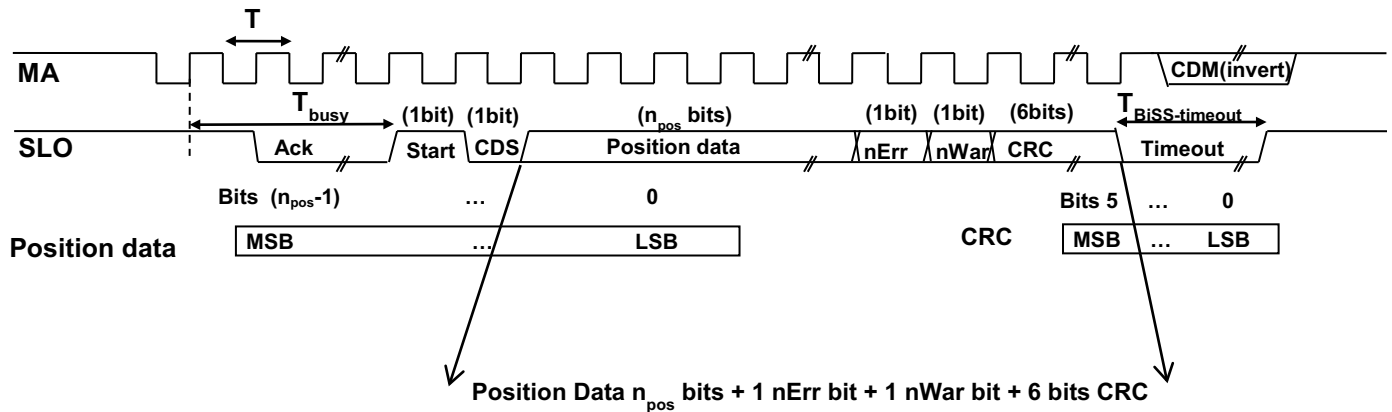 T
MA
CDM(invert)
T busy
(1bit) (1bit) (n pos bits) (1bit) (1bit) (6bits) T BiSS-timeout
SLO Ack Start CDS Position data nErr nWar CRC Timeout
Bits (n pos-1) … 0 Bits 5 … 0
Position data MSB … LSB CRC MSB … LSB
Position Data n pos bits + 1 nErr bit + 1 nWar bit + 6 bits CRC